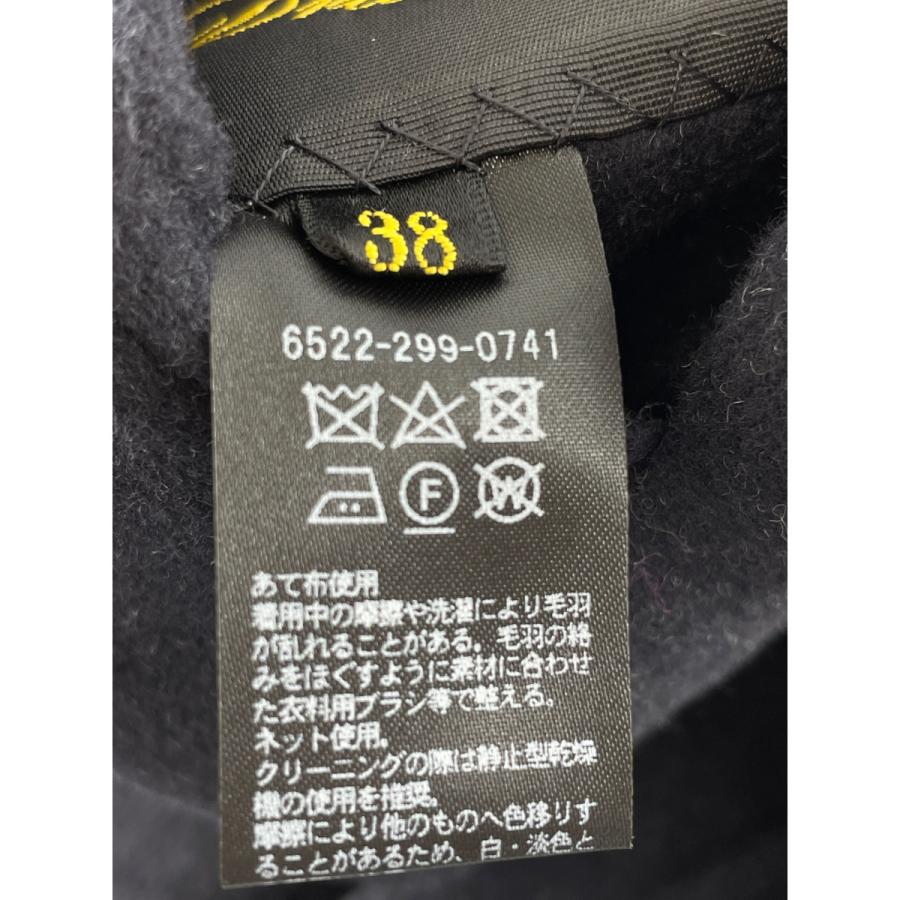 38
6522-299-0741
F
W
あて布使用
着用中の摩擦や洗濯により毛羽
が乱れることがある。毛羽の絡
みをほぐすように素材に合わせ
た衣料用ブラシ等で整える。
ネット使用。
クリーニングの際は静止型乾燥
機の使用を推奨。
摩擦により他のものへ色移りす
ることがあるため、白・淡色と